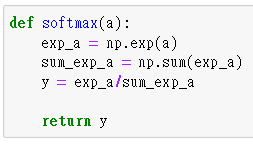 def softmax(a):
    exp_a = np.exp(a)
    sum_exp_a = np.sum(exp_a)
    y = exp_a/sum_exp_a
    return y